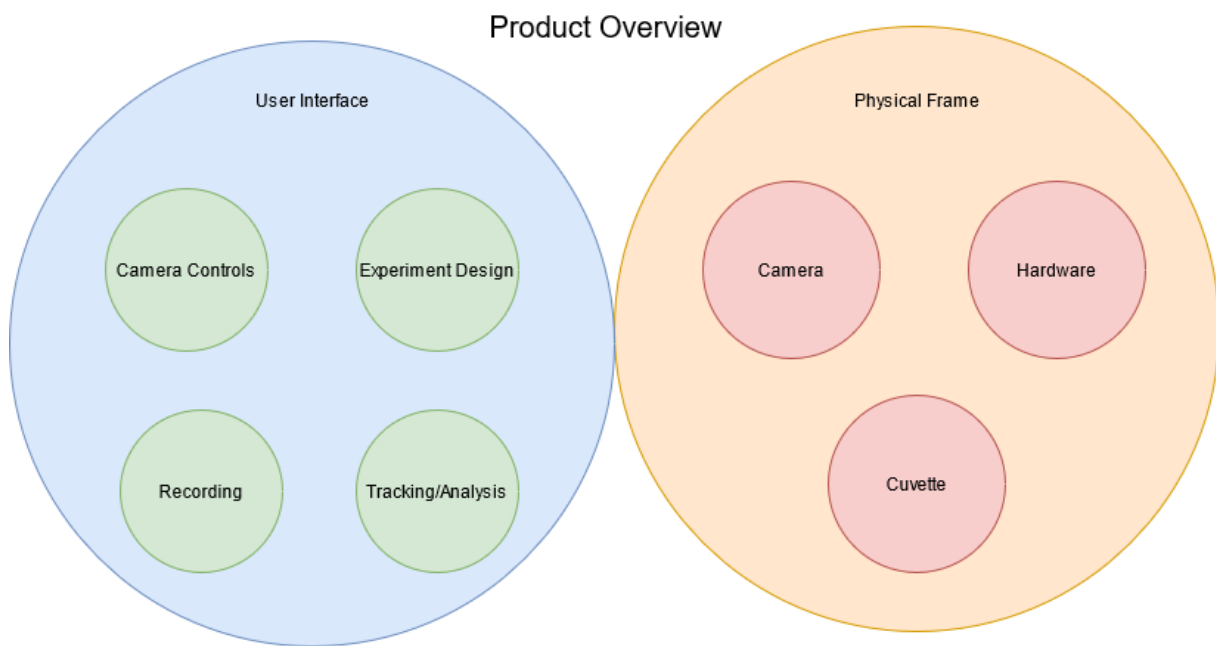 Product Overview
User Interface
Physical Frame
Camera Controls
Experiment Design
Recording
Tracking/Analysis
Camera
Hardware
Cuvette